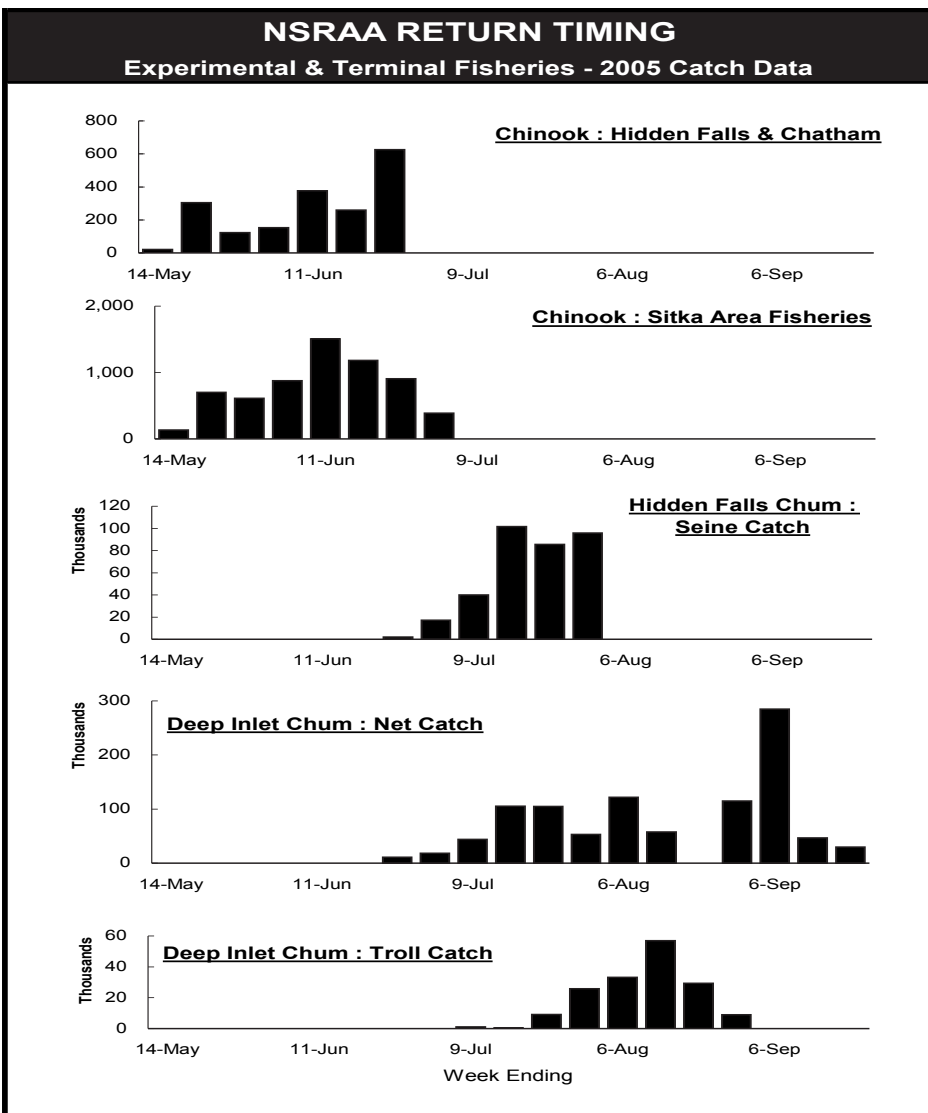 NSRAA RETURN TIMING
Experimental & Terminal Fisheries - 2005 Catch Data
Chinook : Hidden Falls & Chatham
800
600
400
200
0
14-May 11-Jun 9-Jul 6-Aug 6-Sep
Chinook : Sitka Area Fisheries
2,000
1,000
0
14-May 11-Jun 9-Jul 6-Aug 6-Sep
Hidden Falls Chum :
Seine Catch
Thousands
120
100
80
60
40
20
0
14-May 11-Jun 9-Jul 6-Aug 6-Sep
Deep Inlet Chum : Net Catch
Thousands
300
200
100
0
14-May 11-Jun 9-Jul 6-Aug 6-Sep
Deep Inlet Chum : Troll Catch
Thousands
60
40
20
0
14-May 11-Jun 9-Jul 6-Aug 6-Sep
Week Ending